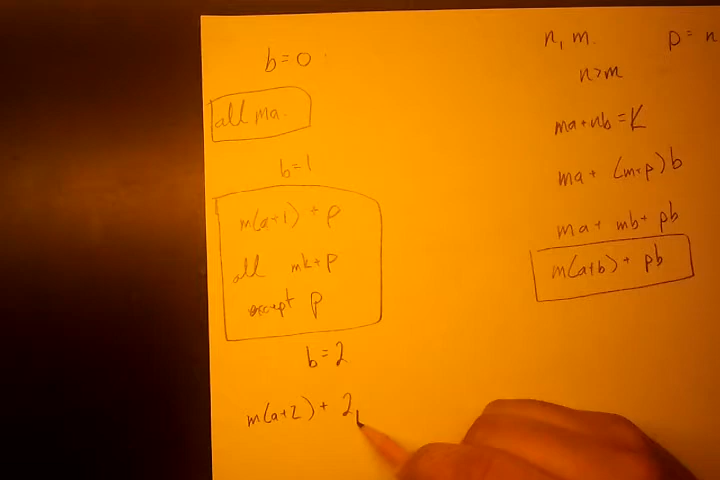 b = 0
all ma.
b = 1
m(a+1) + p
all mk + p
except p
b = 2
m(a+2) + 2
n, m.
p = n
n > m
ma + nb = K
ma + (m+p) b
ma + mb + pb
m(a+b) + pb